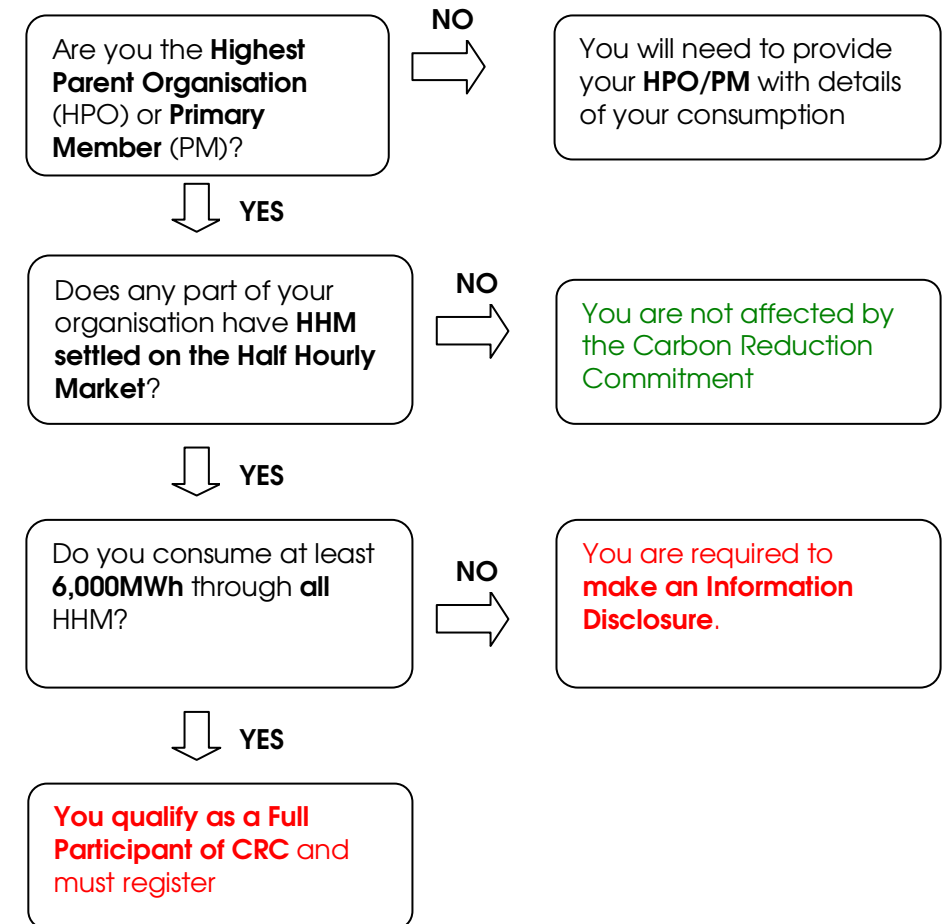 Are you the Highest
Parent Organisation
(HPO) or Primary
Member (PM)?
NO
You will need to provide
your HPO/PM with details
of your consumption
YES
Does any part of your
organisation have HHM
settled on the Half Hourly
Market?
NO
You are not affected by
the Carbon Reduction
Commitment
YES
Do you consume at least
6,000MWh through all
HHM?
NO
You are required to
make an Information
Disclosure.
YES
You qualify as a Full
Participant of CRC and
must register